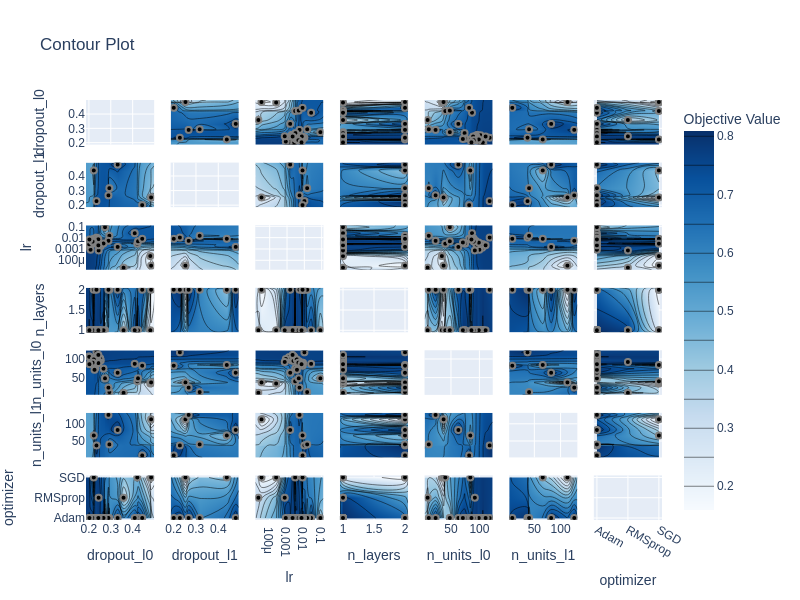 Contour Plot
Objective Value
dropout_l0
0.4
0.3
0.2
dropout_l1
0.4
0.3
0.2
lr
0.1
0.01
0.001
100μ
n_layers
2
1.5
1
n_units_l0
100
50
n_units_l1
100
50
optimizer
SGD
RMSprop
Adam
0.2 0.3 0.4
0.2 0.3 0.4
100μ 0.001 0.01 0.1
1 1.5 2
50 100
50 100
Adam RMSprop SGD
dropout_l0
dropout_l1
lr
n_layers
n_units_l0
n_units_l1
optimizer
0.8
0.7
0.6
0.5
0.4
0.3
0.2